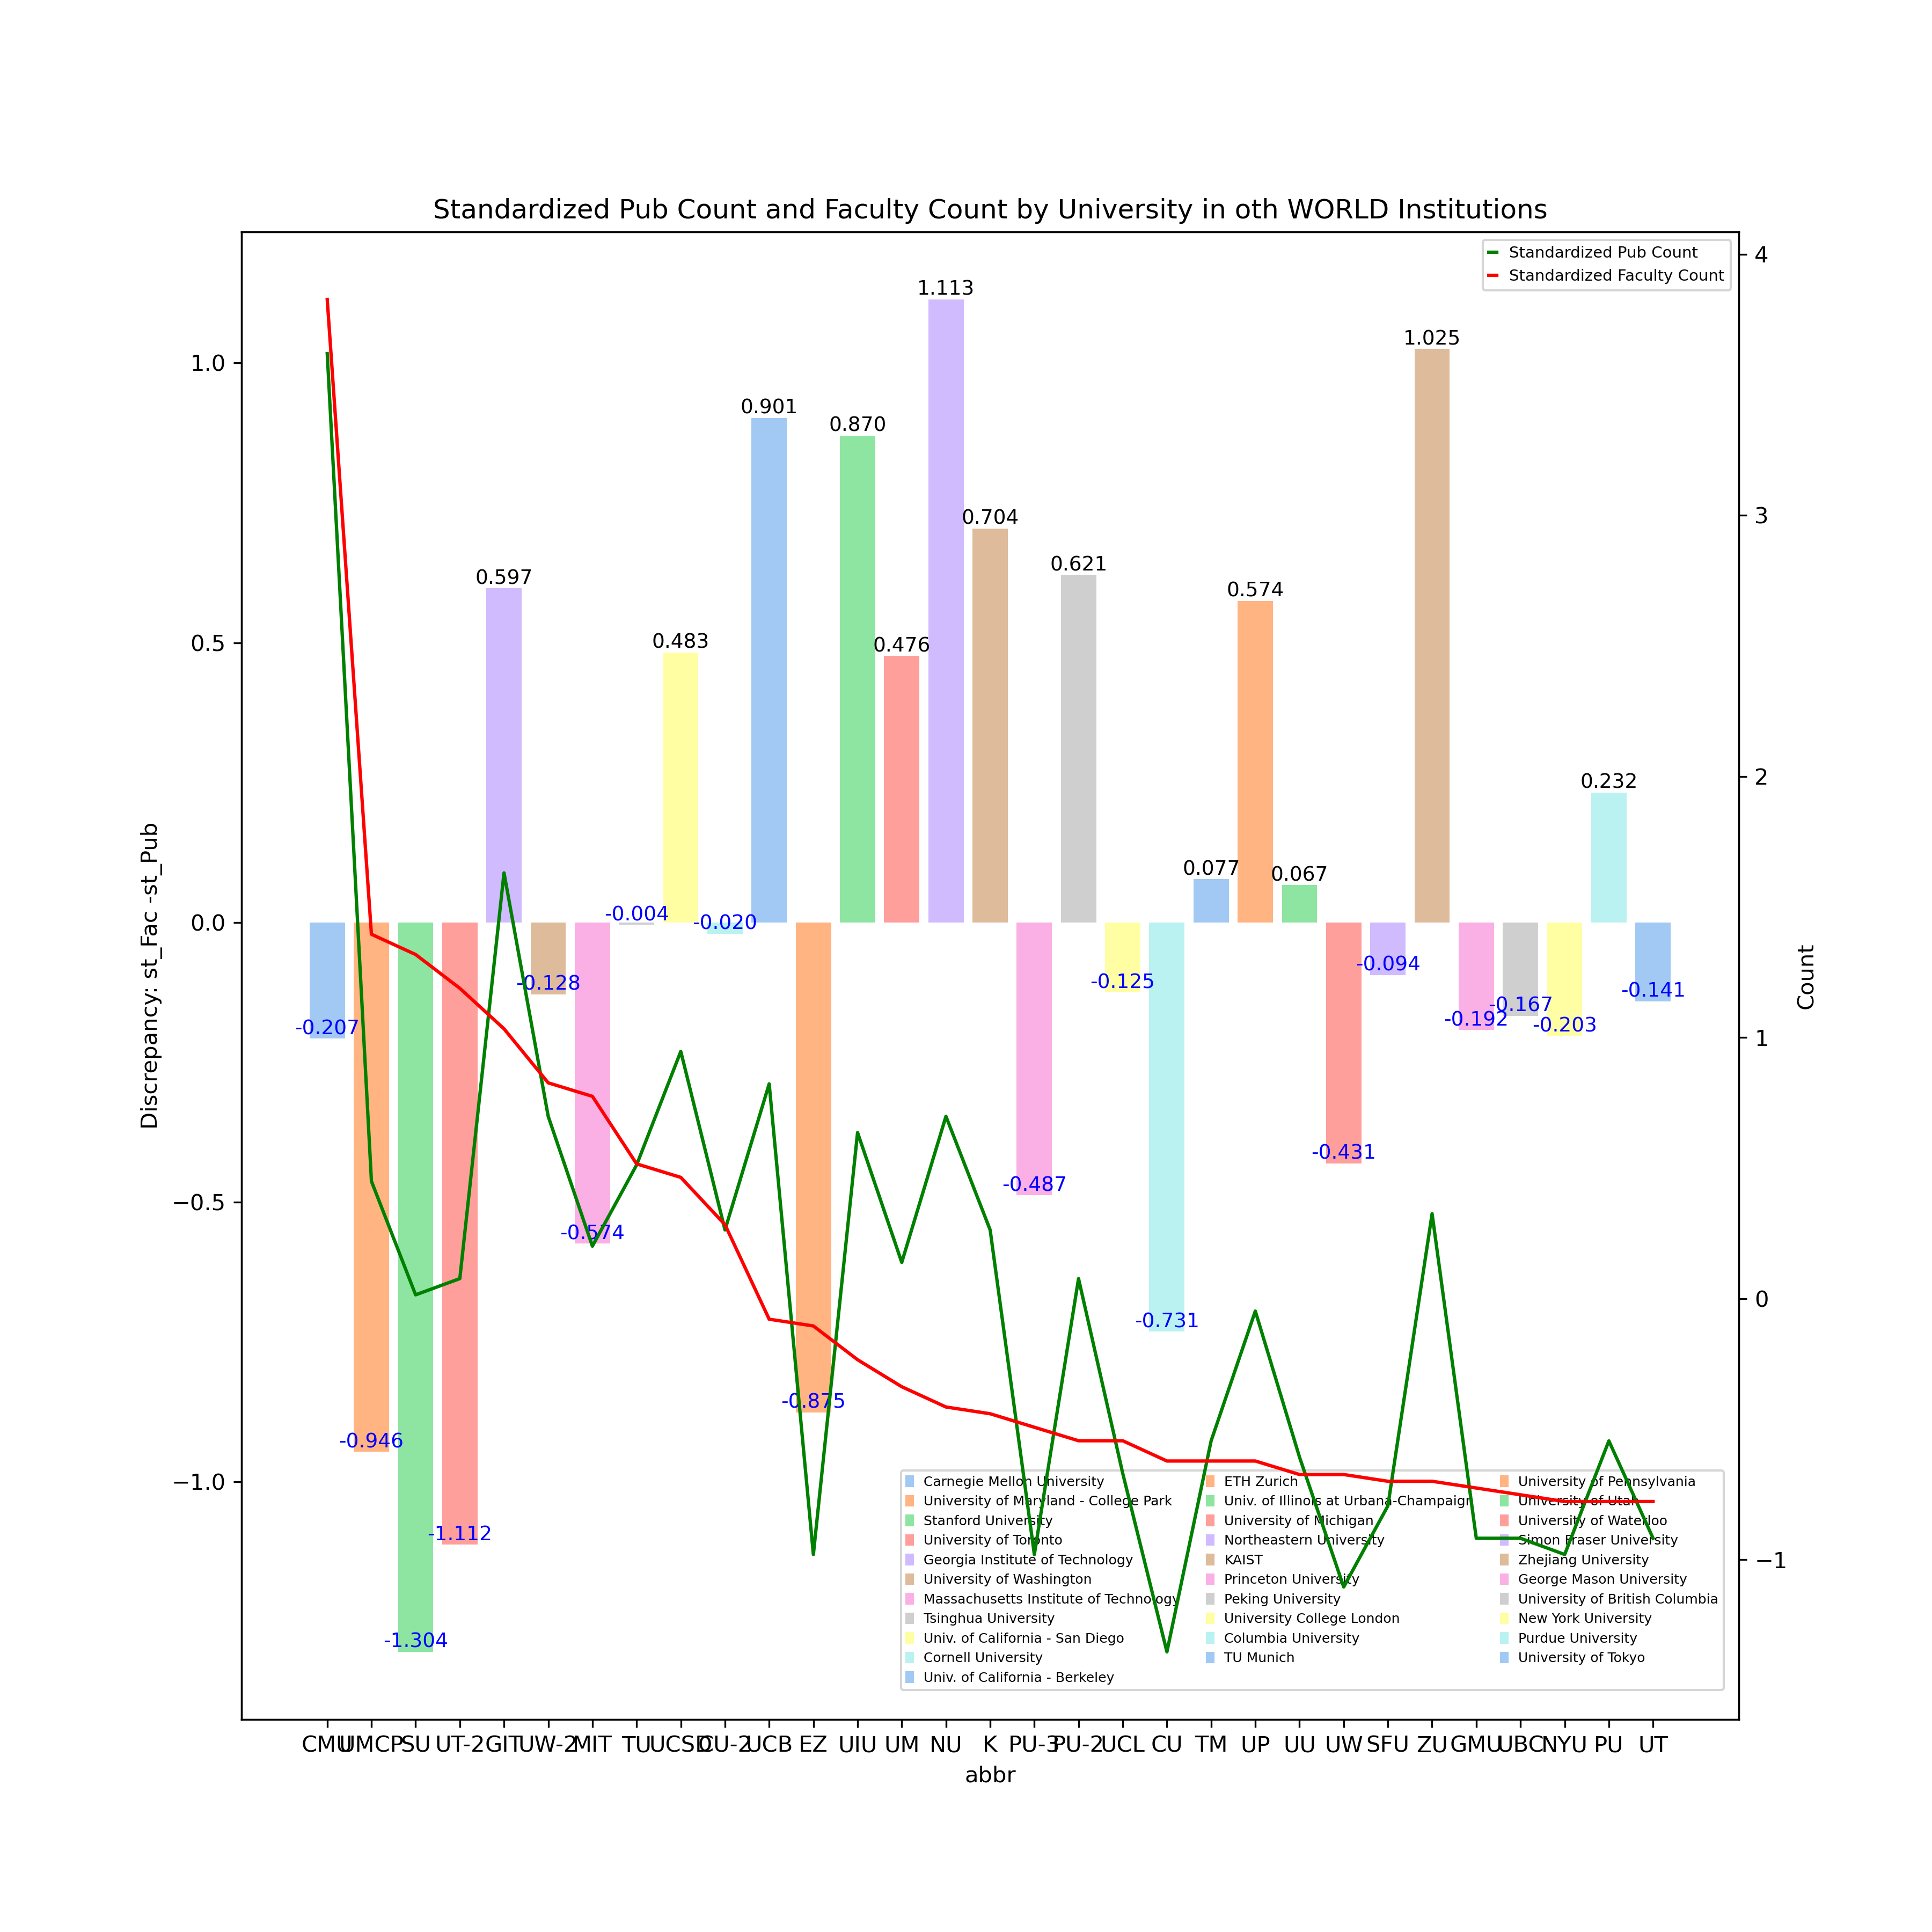 Standardized Pub Count and Faculty Count by University in oth WORLD Institutions
Standardized Pub Count
Standardized Faculty Count
Discrepancy: st_Fac -st_Pub
1.0
0.5
0.0
−0.5
−1.0
4
3
2
1
0
−1
Count
-0.207
-0.946
-1.304
-1.112
0.597
-0.128
-0.574
-0.004
0.483
-0.020
0.901
-0.875
0.870
0.476
1.113
0.704
-0.487
0.621
-0.125
-0.731
0.077
0.574
0.067
-0.431
-0.094
1.025
-0.192
-0.167
-0.203
0.232
-0.141
Carnegie Mellon University
University of Maryland - College Park
Stanford University
University of Toronto
Georgia Institute of Technology
University of Washington
Massachusetts Institute of Technology
Tsinghua University
Univ. of California - San Diego
Cornell University
Univ. of California - Berkeley
ETH Zurich
Univ. of Illinois at Urbana-Champaign
University of Michigan
Northeastern University
KAIST
Princeton University
Peking University
University College London
Columbia University
TU Munich
University of Pennsylvania
University of Utah
University of Waterloo
Simon Fraser University
Zhejiang University
George Mason University
University of British Columbia
New York University
Purdue University
University of Tokyo
CMU UMCP SU UT-2 GIT UW-2 MIT TU UCSD CU-2 UCB EZ UIU UM NU K PU-3 PU-2 UCL CU TM UP UU UW SFU ZU GMU UBC NYU PU UT
abbr